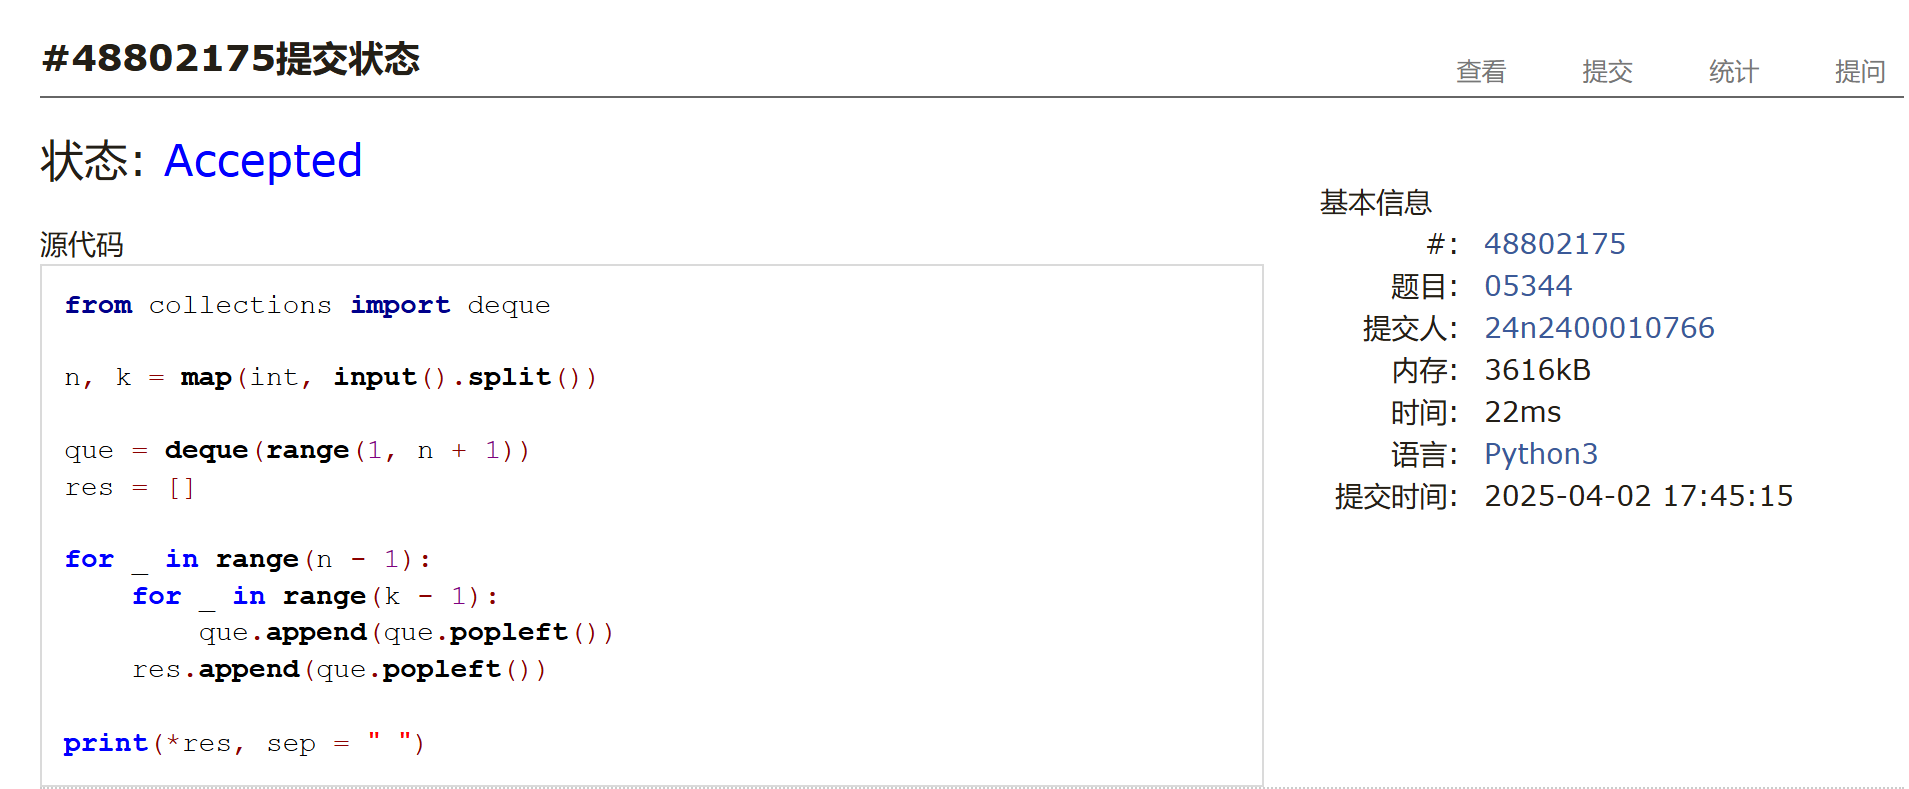 #48802175提交状态
查看 提交 统计 提问
状态: Accepted
源代码
from collections import deque

n, k = map(int, input().split())

que = deque(range(1, n + 1))
res = []

for _ in range(n - 1):
    for _ in range(k - 1):
        que.append(que.popleft())
    res.append(que.popleft())

print(*res, sep = " ")
基本信息
#: 48802175
题目: 05344
提交人: 24n2400010766
内存: 3616kB
时间: 22ms
语言: Python3
提交时间: 2025-04-02 17:45:15